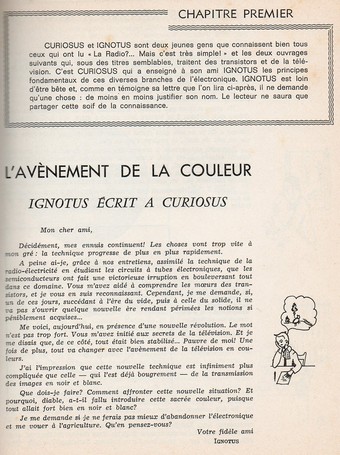 CHAPITRE PREMIER
CURIOSUS et IGNOTUS sont deux jeunes gens que connaissent bien tous
ceux qui ont lu « La Radio?... Mais c'est très simple! » et les deux ouvrages
suivants qui, sous des titres semblables, traitent des transistors et de la télé-
vision. C'est CURIOSUS qui a enseigné à son ami IGNOTUS les principes
fondamentaux de ces diverses branches de l'électronique. IGNOTUS est loin
d'être bête et, comme en témoigne sa lettre que l'on lira ci-après, il ne demande
qu'une chose : de moins en moins justifier son nom. Le lecteur ne saura que
partager cette soif de la connaissance.
L'AVÈNEMENT DE LA COULEUR
IGNOTUS ÉCRIT A CURIOSUS
Mon cher ami,
Décidément, mes ennuis continuent! Les choses vont trop vite à
mon gré : la technique progresse de plus en plus rapidement.
A peine ai-je, grâce à nos entretiens, assimilé la technique de la
radio-électricité en étudiant les circuits à tubes électroniques, que les
semiconducteurs ont fait une victorieuse irruption en bouleversant tout
dans ce domaine. Vous m'avez aidé à comprendre les mœurs des tran-
sistors, et je vous en suis reconnaissant. Cependant, je me demande, si,
un de ces jours, succédant à l'ère du vide, puis à celle du solide, il ne
va pas s'ouvrir quelque nouvelle ère rendant périmées les notions si
péniblement acquises...
Me voici, aujourd'hui, en présence d'une nouvelle révolution. Le mot
n'est pas trop fort. Vous m'avez initié aux secrets de la télévision. Et je
me disais que, de ce côté, tout était bien stabilisé... Pauvre de moi! Une
fois de plus, tout va changer avec l'avènement de la télévision en cou-
leurs.
J'ai l'impression que cette nouvelle technique est infiniment plus
compliquée que celle — qui l'est déjà bougrement — de la transmission
des images en noir et blanc.
Que dois-je faire? Comment affronter cette nouvelle situation? Et
pourquoi, diable, a-t-il fallu introduire cette sacrée couleur, puisque
tout allait fort bien en noir et blanc?
Je me demande si je ne ferais pas mieux d'abandonner l'électronique
et me vouer à l'agriculture. Qu'en pensez-vous?
Votre fidèle ami
IGNOTUS